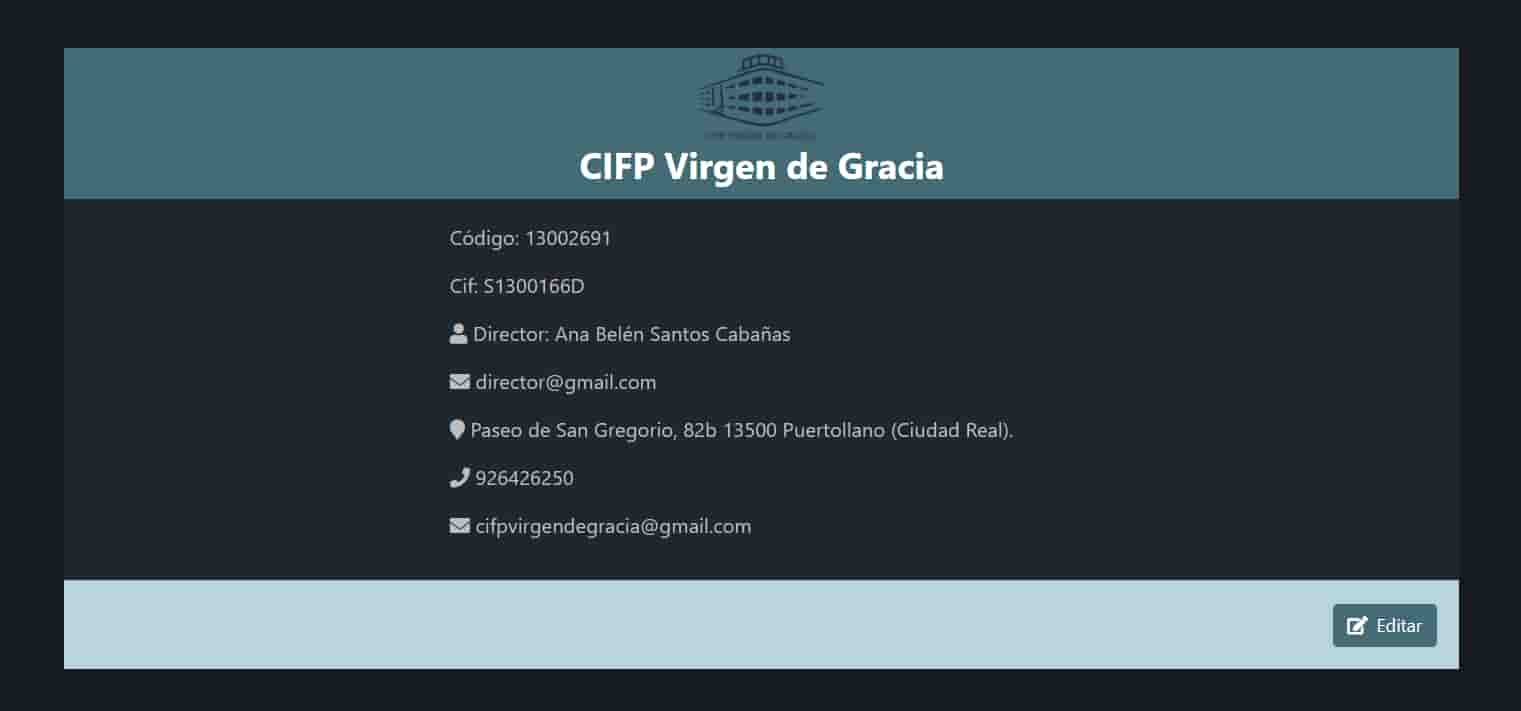 CIFP Virgen de Gracia
Código: 13002691
Cif: S1300166D
Director: Ana Belén Santos Cabañas
director@gmail.com
Paseo de San Gregorio, 82b 13500 Puertollano (Ciudad Real).
926426250
cifpvirgendegracia@gmail.com
Editar